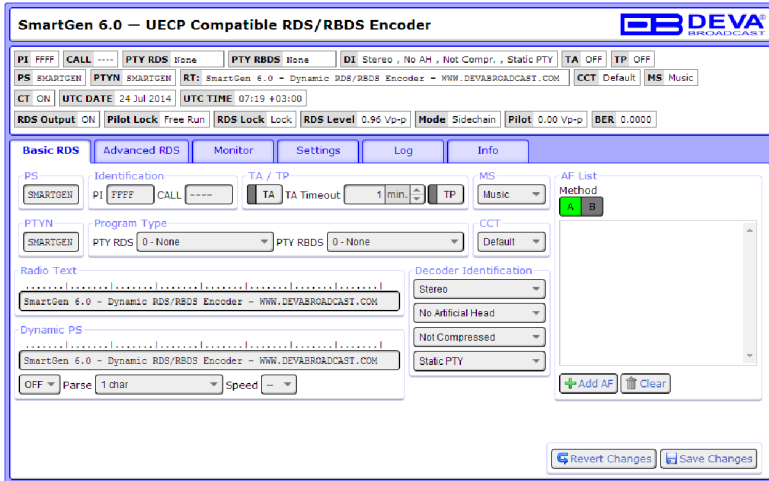 SmartGen 6.0 — UECP Compatible RDS/RBDS Encoder
DEVA
BROADCAST
PI FFFF CALL ---- PTY RDS None PTY RBDS None DI Stereo , No AH , Not Compr. , Static PTY TA OFF TP OFF
PS SMARTGEN PTYN SMARTGEN RT: SmartGen 6.0 - Dynamic RDS/RBDS Encoder - WWW.DEVABROADCAST.COM CCT Default MS Music
CT ON UTC DATE 24 Jul 2014 UTC TIME 07:19 +03:00
RDS Output ON Pilot Lock Free Run RDS Lock Lock RDS Level 0.96 Vp-p Mode Sidechain Pilot 0.00 Vp-p BER 0.0000
Basic RDS Advanced RDS Monitor Settings Log Info
PS Identification TA / TP MS AF List
SMARTGEN PI FFFF CALL ---- TA TA Timeout 1 min. TP Music Method
A B
PTYN Program Type CCT
SMARTGEN PTY RDS 0 - None PTY RBDS 0 - None Default
Radio Text Decoder Identification
SmartGen 6.0 - Dynamic RDS/RBDS Encoder - WWW.DEVABROADCAST.COM Stereo
No Artificial Head
Dynamic PS Not Compressed
SmartGen 6.0 - Dynamic RDS/RBDS Encoder - WWW.DEVABROADCAST.COM Static PTY
OFF Parse 1 char Speed -- Add AF Clear
Revert Changes Save Changes